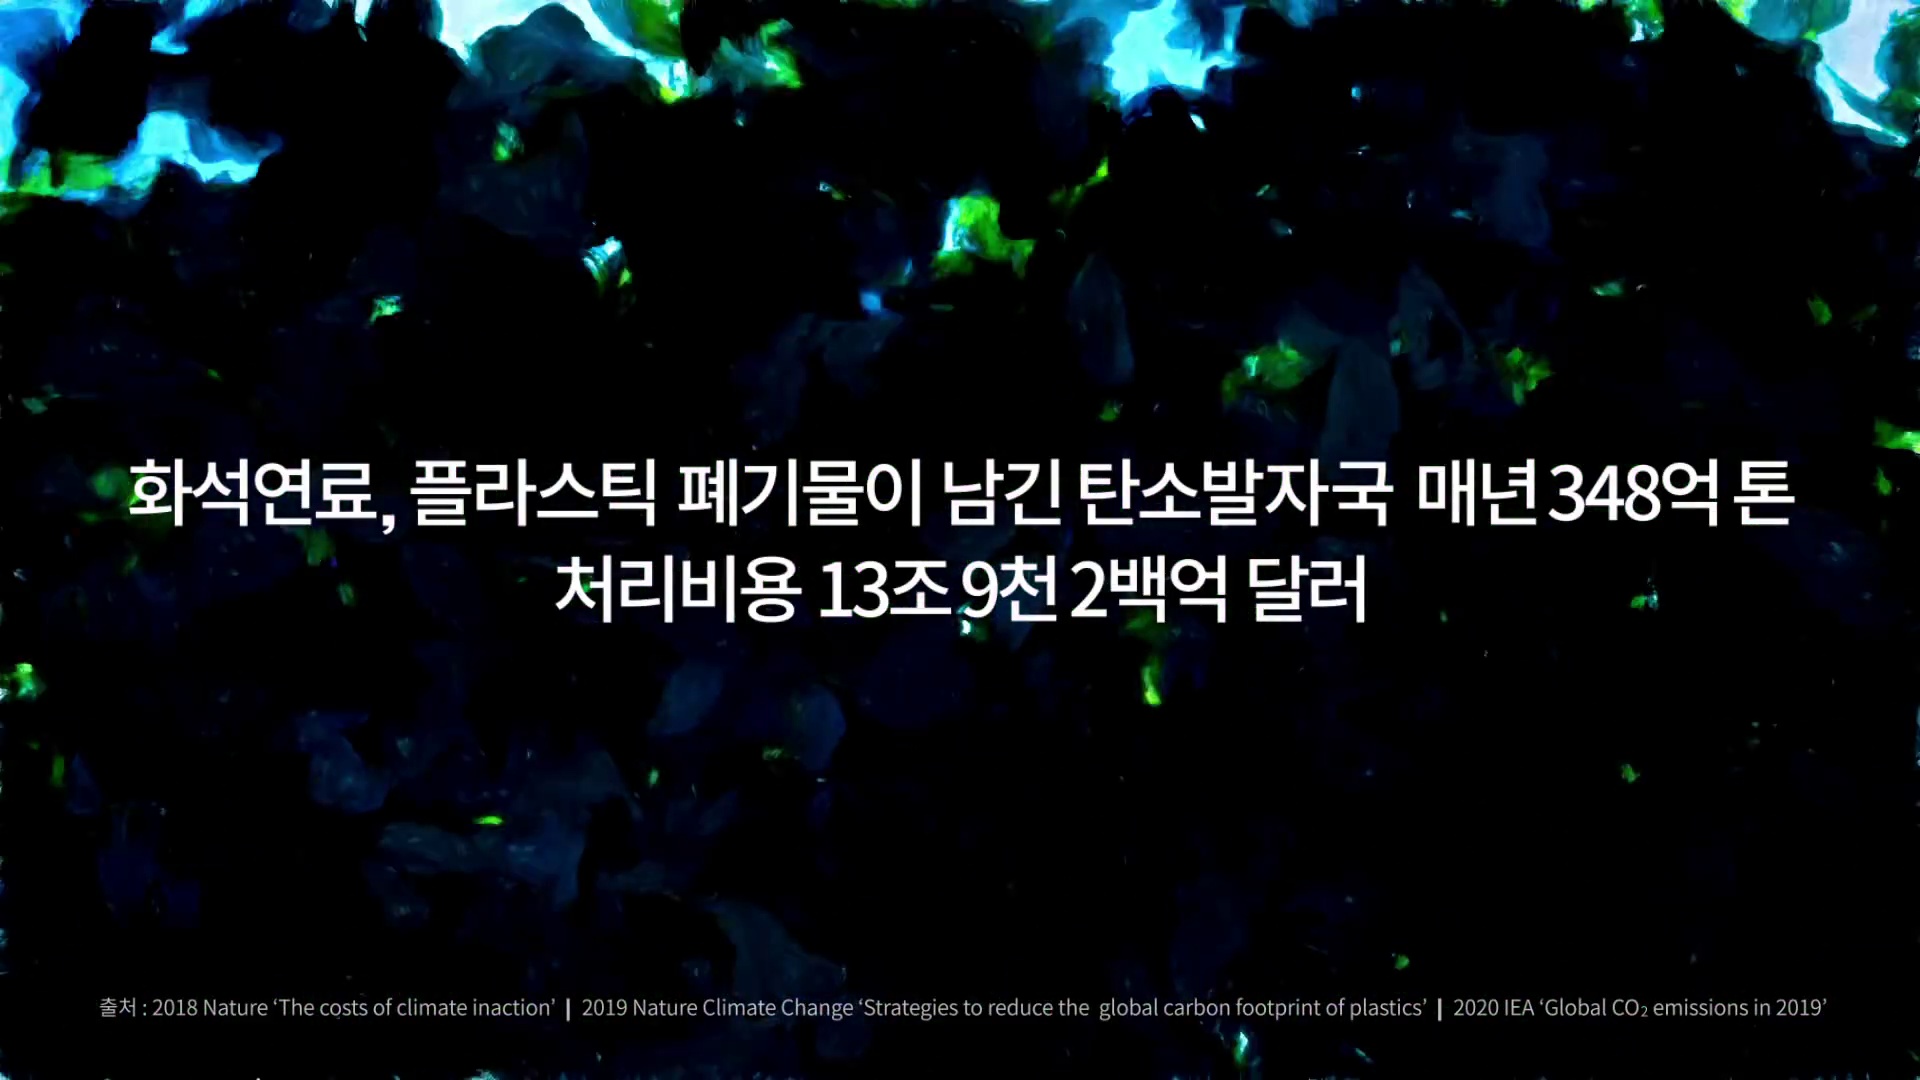 화석연료, 플라스틱 폐기물이 남긴 탄소발자국 매년 348억 톤
처리비용 13조 9천 2백억 달러
출처 : 2018 Nature ‘The costs of climate inaction’ | 2019 Nature Climate Change ‘Strategies to reduce the global carbon footprint of plastics’ | 2020 IEA ‘Global CO₂ emissions in 2019’